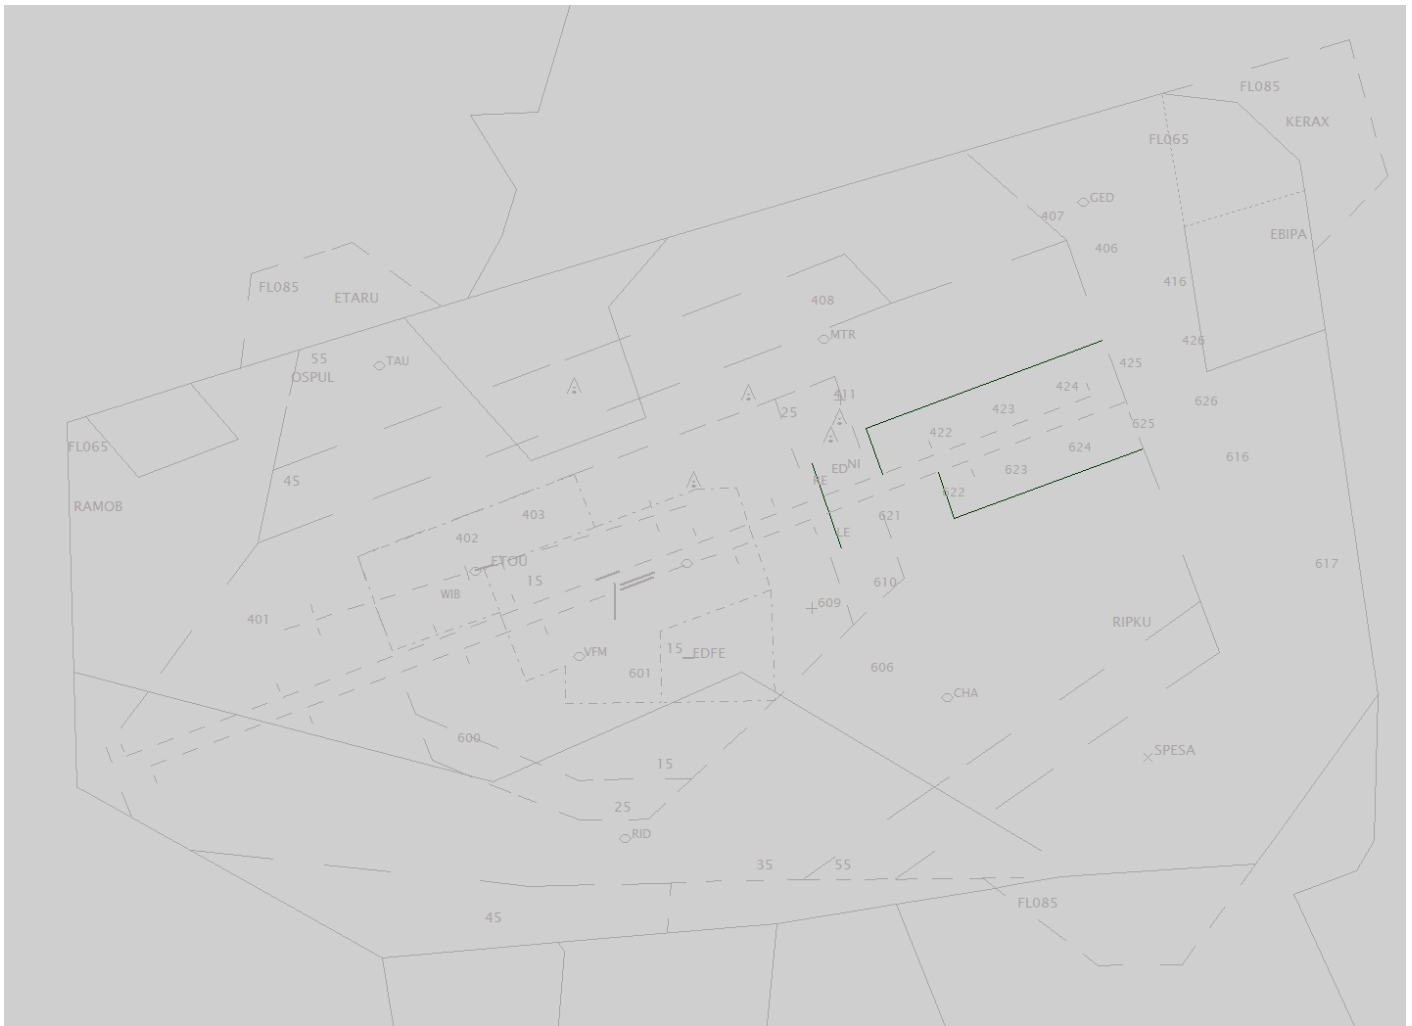 FL085
KERAX
FL065
GED
407
EBIPA
406
416
FL085
ETARU
408
MTR
426
55
TAU
425
OSPUL
424
411
626
423
25
625
422
FL065
624
ED NI
616
623
45
RE
622
RAMOB
403
621
LE
402
ETOU
617
15
610
WIB
609
401
RIPKU
VFM
15 EDFE
606
601
CHA
600
SPESA
15
25
RID
35
55
FL085
45